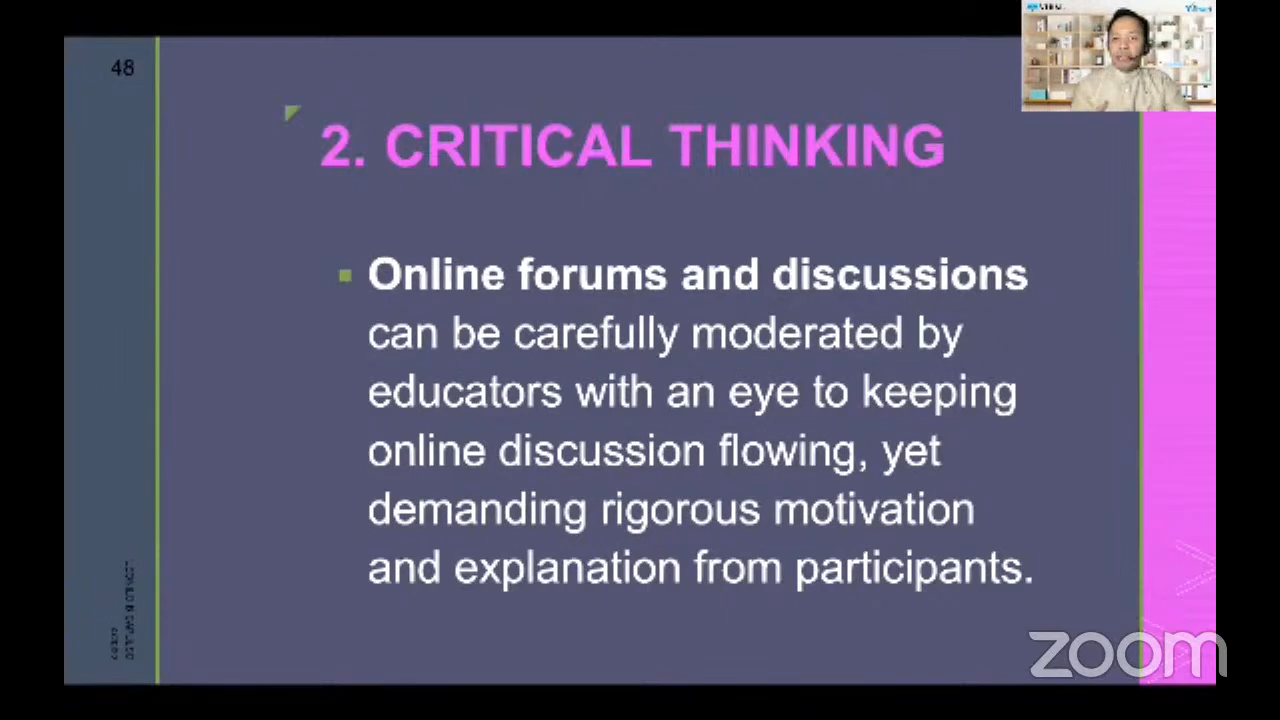 48
2. CRITICAL THINKING
Online forums and discussions
can be carefully moderated by
educators with an eye to keeping
online discussion flowing, yet
demanding rigorous motivation
and explanation from participants.
zoom